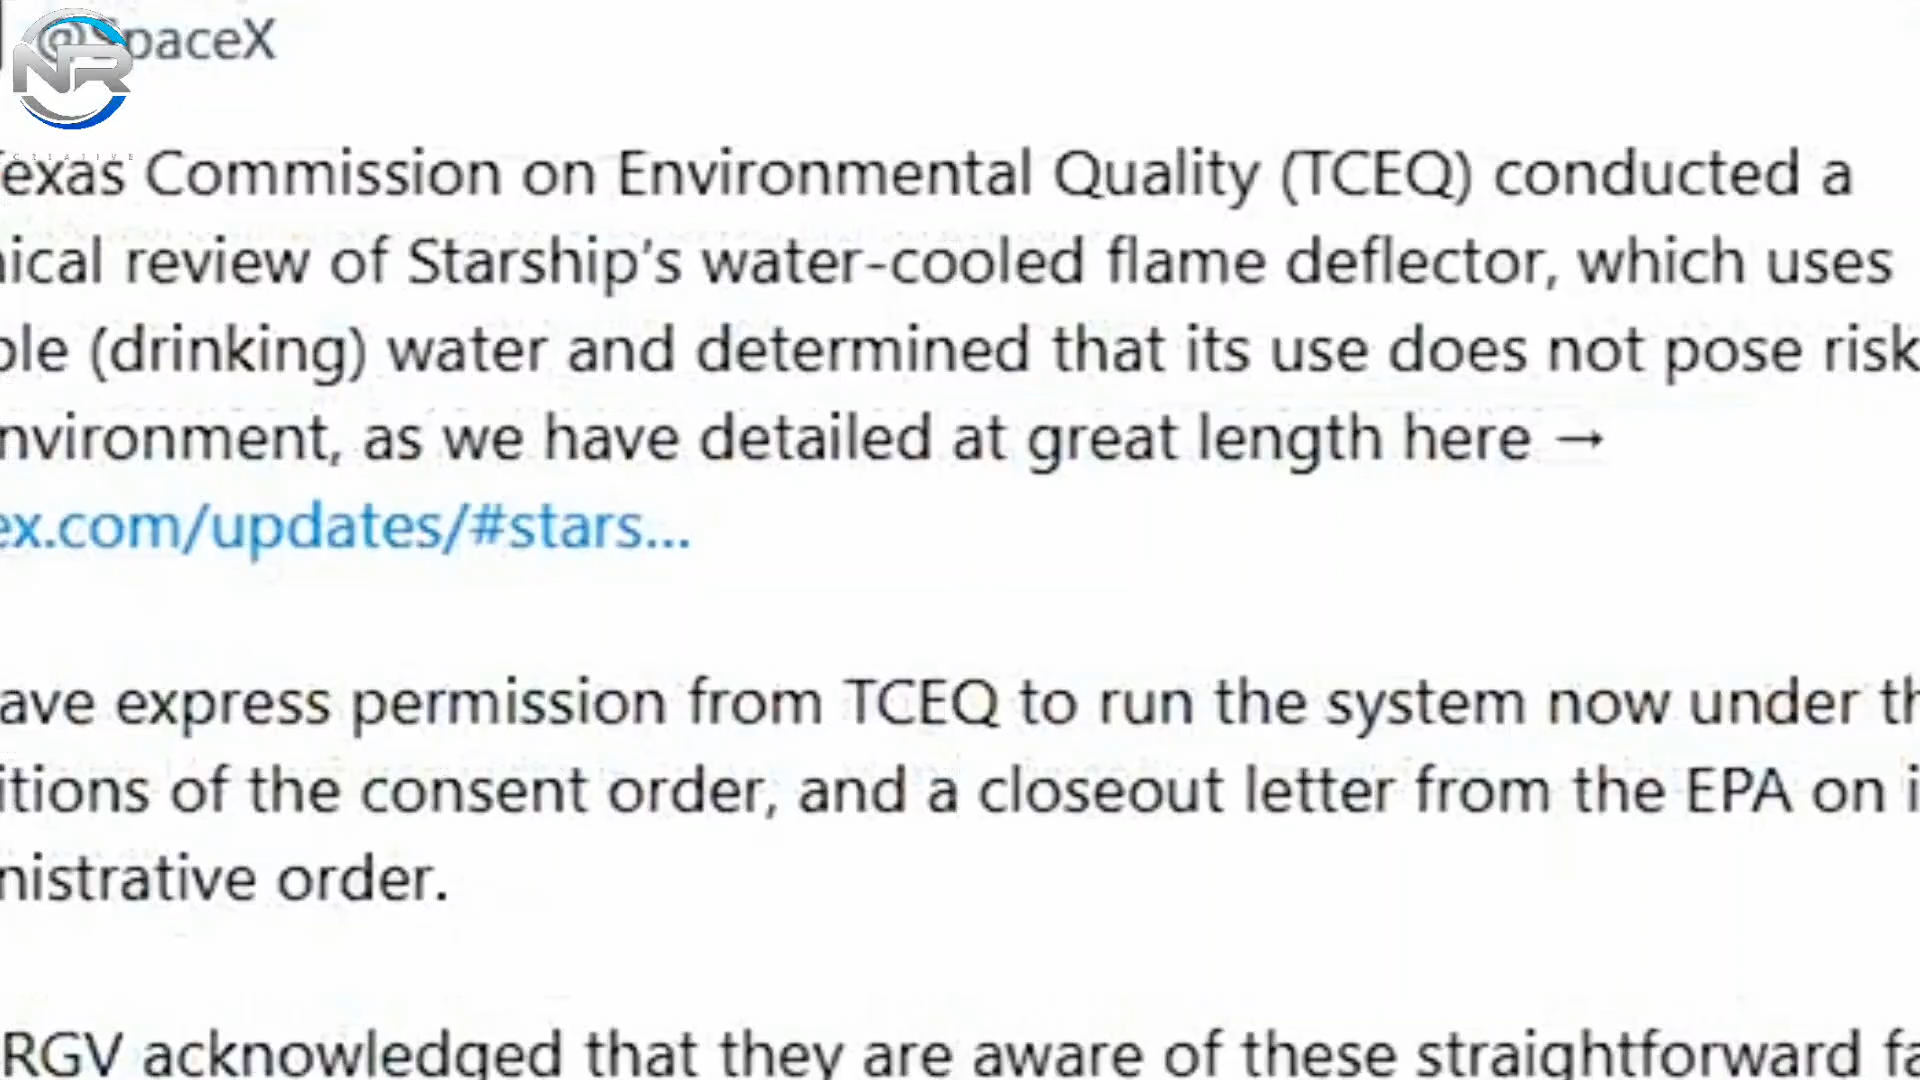 @SpaceX
NR
CREATIVE
Texas Commission on Environmental Quality (TCEQ) conducted a
nical review of Starship's water-cooled flame deflector, which uses
ble (drinking) water and determined that its use does not pose risk
nvironment, as we have detailed at great length here →
ex.com/updates/#stars...
ave express permission from TCEQ to run the system now under th
itions of the consent order, and a closeout letter from the EPA on i
nistrative order.
RGV acknowledged that they are aware of these straightforward fa